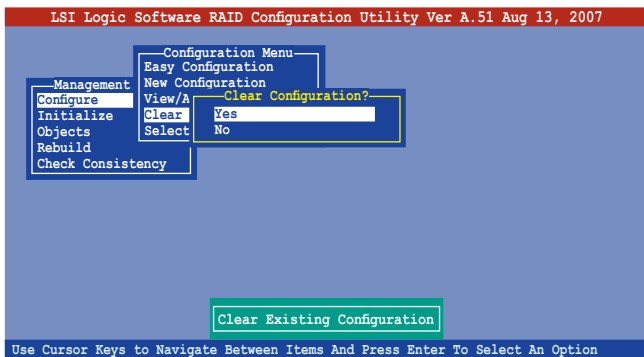 LSI Logic Software RAID Configuration Utility Ver A.51 Aug 13, 2007
Configuration Menu
Easy Configuration
New Configuration
View/A
Clear
Select
Management
Configure
Initialize
Objects
Rebuild
Check Consistency
Clear Configuration?
Yes
No
Clear Existing Configuration
Use Cursor Keys to Navigate Between Items And Press Enter To Select An Option